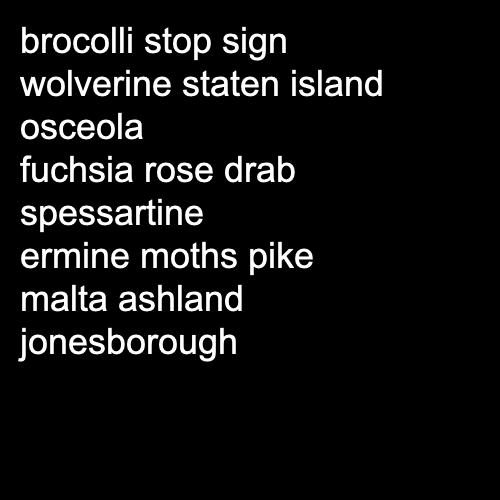 brocolli stop sign
wolverine staten island
osceola
fuchsia rose drab
spessartine
ermine moths pike
malta ashland
jonesborough